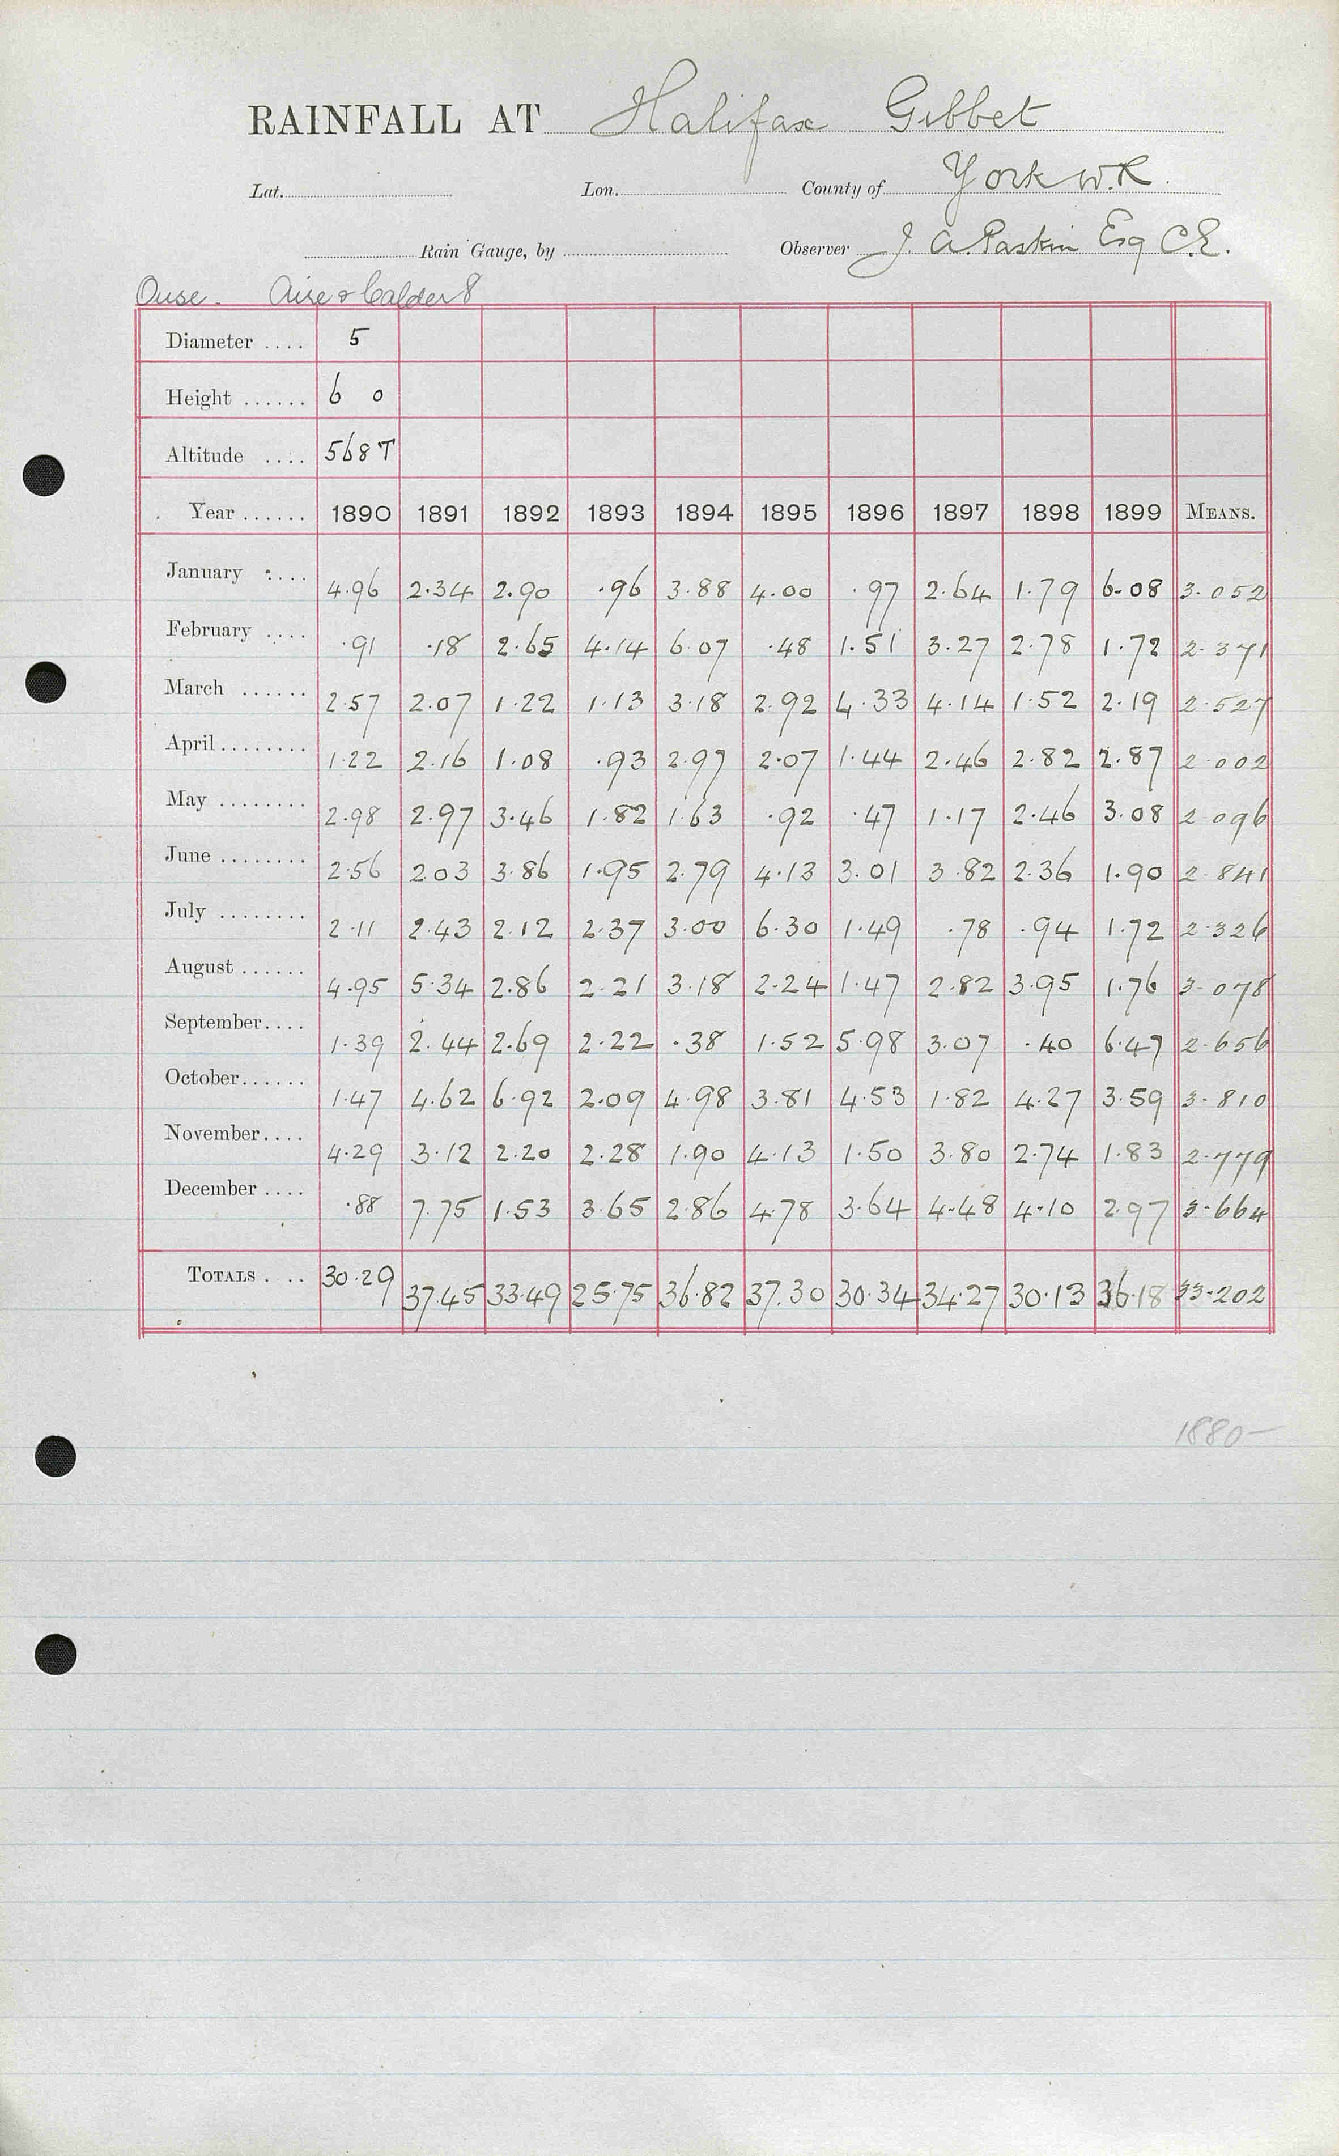 RAINFALL AT Halifax Gibbet
Lat. Lon. County of York W.R.
Rain Gauge, by Observer J. A. Paskin Esq C.E.
Ouse. Aire & Calder 8
Diameter .... 5
Height ...... 6 0
Altitude .... 568 T
Year ...... 1890 1891 1892 1893 1894 1895 1896 1897 1898 1899 MEANS.
January .... 4.96 2.34 2.90 .96 3.88 4.00 .97 2.64 1.79 6.08 3.052
February .... .91 .18 2.65 4.14 6.07 .48 1.51 3.27 2.78 1.72 2.371
March ...... 2.57 2.07 1.22 1.13 3.18 2.92 4.33 4.14 1.52 2.19 2.527
April ........ 1.22 2.16 1.08 .93 2.97 2.07 1.44 2.46 2.82 2.87 2.002
May ........ 2.98 2.97 3.46 1.82 1.63 .92 .47 1.17 2.46 3.08 2.096
June ........ 2.56 2.03 3.86 1.95 2.79 4.13 3.01 3.82 2.36 1.90 2.841
July ........ 2.11 2.43 2.12 2.37 3.00 6.30 1.49 .78 .94 1.72 2.326
August ...... 4.95 5.34 2.86 2.21 3.18 2.24 1.47 2.82 3.95 1.76 3.078
September .... 1.39 2.44 2.69 2.22 .38 1.52 5.98 3.07 .40 6.47 2.656
October ...... 1.47 4.62 6.92 2.09 4.98 3.81 4.53 1.82 4.27 3.59 3.810
November .... 4.29 3.12 2.20 2.28 1.90 4.13 1.50 3.80 2.74 1.83 2.779
December .... .88 7.75 1.53 3.65 2.86 4.78 3.64 4.48 4.10 2.97 3.664
TOTALS . .. 30.29 37.45 33.49 25.75 36.82 37.30 30.34 34.27 30.13 36.18 33.202
1880-